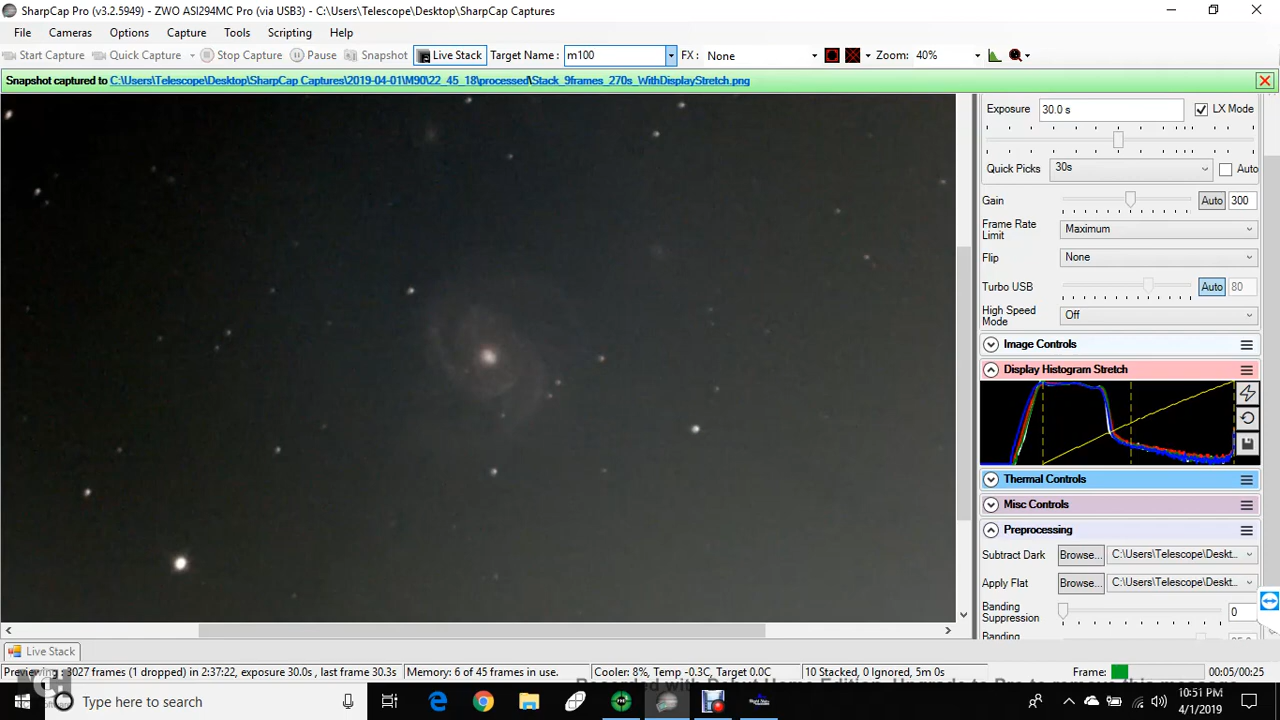 SharpCap Pro (v3.2.5949) - ZWO ASI294MC Pro (via USB3) - C:\Users\Telescope\Desktop\SharpCap Captures
File Cameras Options Capture Tools Scripting Help
Start Capture Quick Capture Stop Capture Pause Snapshot Live Stack Target Name : m100 FX: None Zoom: 40%
Snapshot captured to C:\Users\Telescope\Desktop\SharpCap Captures\2019-04-01\M90\22_45_18\processed\Stack_9frames_270s_WithDisplayStretch.png
Exposure 30.0 s LX Mode
Quick Picks 30s Auto
Gain Auto 300
Frame Rate
Limit
Maximum
Flip None
Turbo USB Auto 80
High Speed
Mode
Off
Image Controls
Display Histogram Stretch
Thermal Controls
Misc Controls
Preprocessing
Subtract Dark Browse... C:\Users\Telescope\Deskt...
Apply Flat Browse... C:\Users\Telescope\Deskt...
Banding
Suppression
0
Banding
Live Stack
Previewing : 3027 frames (1 dropped) in 2:37:22, exposure 30.0s , last frame 30.3s Memory: 6 of 45 frames in use. Cooler: 8%, Temp -0.3C, Target 0.0C 10 Stacked, 0 Ignored, 5m 0s Frame: 00:05/00:25
Type here to search
10:51 PM
4/1/2019